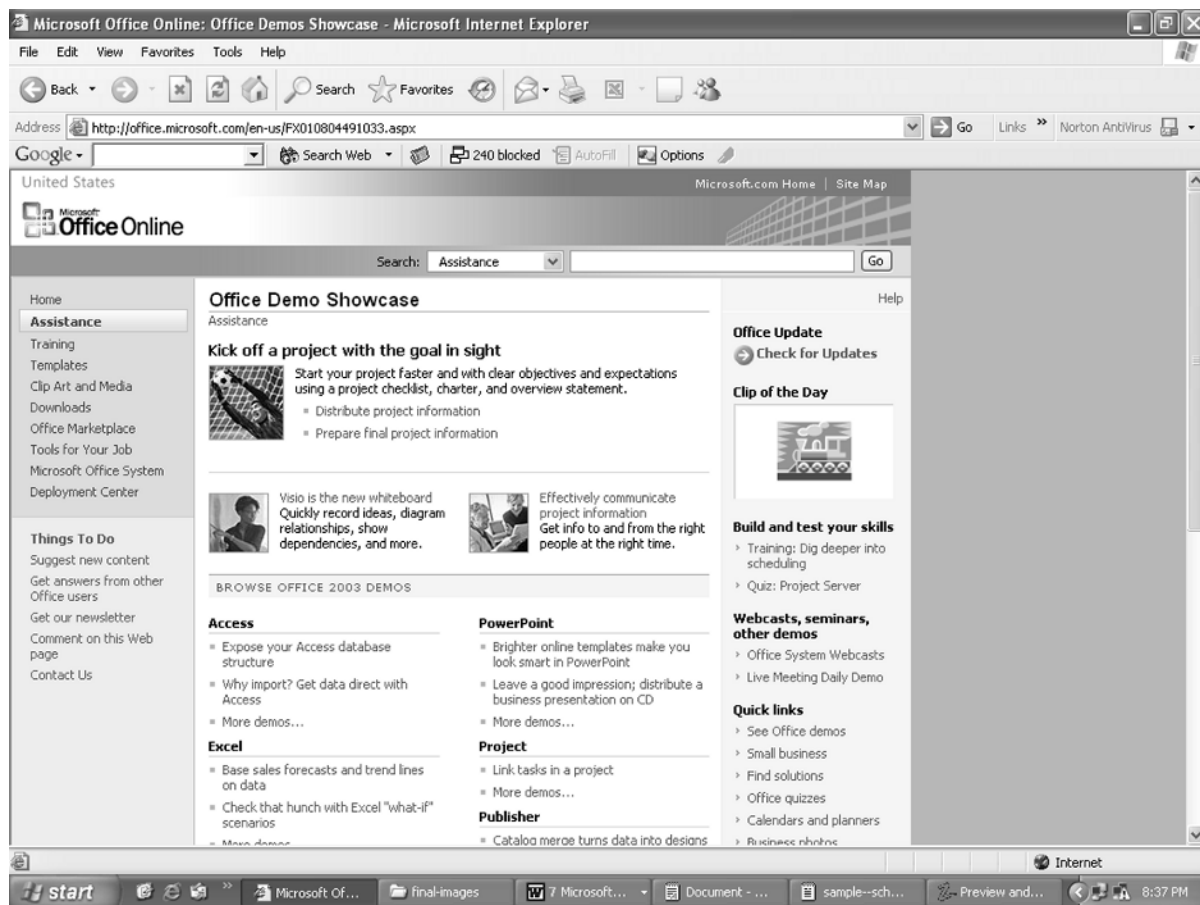 Microsoft Office Online: Office Demos Showcase - Microsoft Internet Explorer
File Edit View Favorites Tools Help
Back Search Favorites
Address http://office.microsoft.com/en-us/FX010804491033.aspx Go Links » Norton AntiVirus
Google Search Web 240 blocked AutoFill Options
United States
Microsoft.com Home | Site Map
Microsoft
Office Online
Search: Assistance Go
Home
Assistance
Training
Templates
Clip Art and Media
Downloads
Office Marketplace
Tools for Your Job
Microsoft Office System
Deployment Center
Things To Do
Suggest new content
Get answers from other
Office users
Get our newsletter
Comment on this Web
page
Contact Us
Office Demo Showcase
Assistance
Kick off a project with the goal in sight
Start your project faster and with clear objectives and expectations
using a project checklist, charter, and overview statement.
Distribute project information
Prepare final project information
Visio is the new whiteboard
Quickly record ideas, diagram
relationships, show
dependencies, and more.
Effectively communicate
project information
Get info to and from the right
people at the right time.
BROWSE OFFICE 2003 DEMOS
Access
Expose your Access database
structure
Why import? Get data direct with
Access
More demos...
Excel
Base sales forecasts and trend lines
on data
Check that hunch with Excel "what-if"
scenarios
More demos
PowerPoint
Brighter online templates make you
look smart in PowerPoint
Leave a good impression; distribute a
business presentation on CD
More demos...
Project
Link tasks in a project
More demos...
Publisher
Catalog merge turns data into designs
Help
Office Update
Check for Updates
Clip of the Day
Build and test your skills
Training: Dig deeper into
scheduling
Quiz: Project Server
Webcasts, seminars,
other demos
Office System Webcasts
Live Meeting Daily Demo
Quick links
See Office demos
Small business
Find solutions
Office quizzes
Calendars and planners
Business photos
Internet
start » Microsoft Of... final-images 7 Microsoft... Document - ... sample--sch... Preview and... 8:37 PM